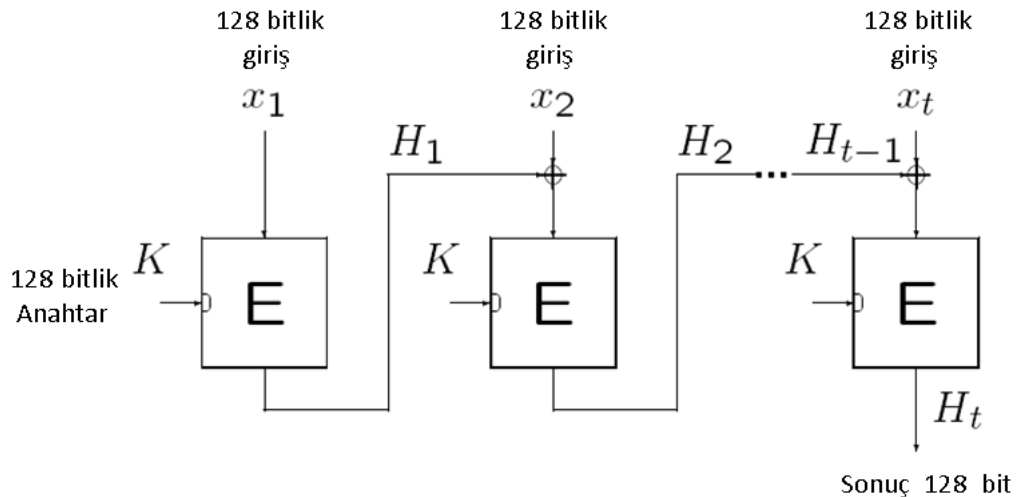 128 bitlik
giriş
x1
128 bitlik
giriş
x2
128 bitlik
giriş
xt
H1
H2
...
Ht−1
K
E
K
E
K
E
128 bitlik
Anahtar
Ht
Sonuç 128 bit